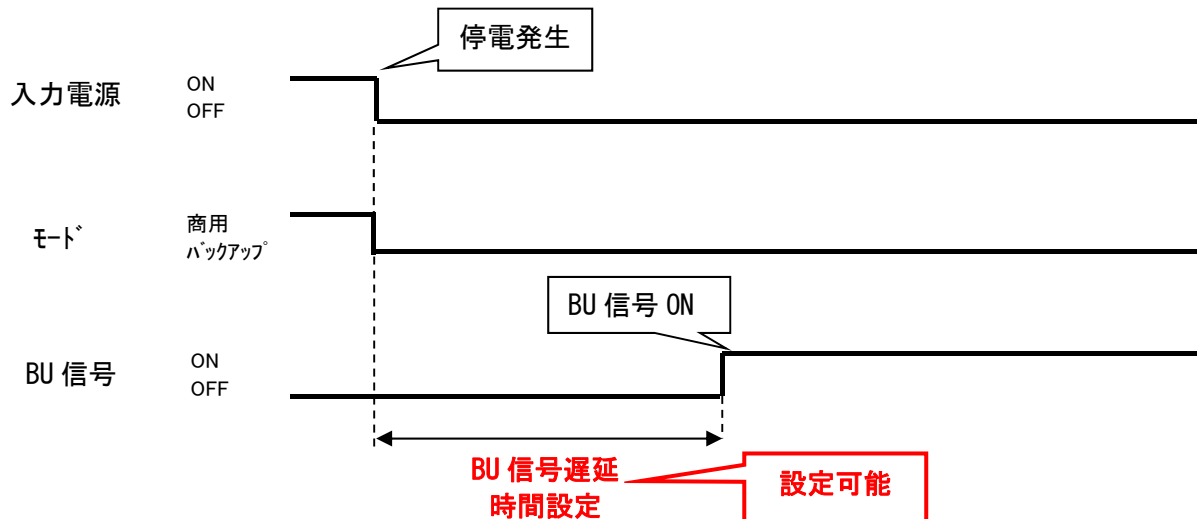 停電発生
入力電源
ON
OFF
ﾓｰﾄﾞ
商用
ﾊﾞｯｸｱｯﾌﾟ
BU 信号 ON
BU 信号
ON
OFF
BU 信号遅延
時間設定
設定可能